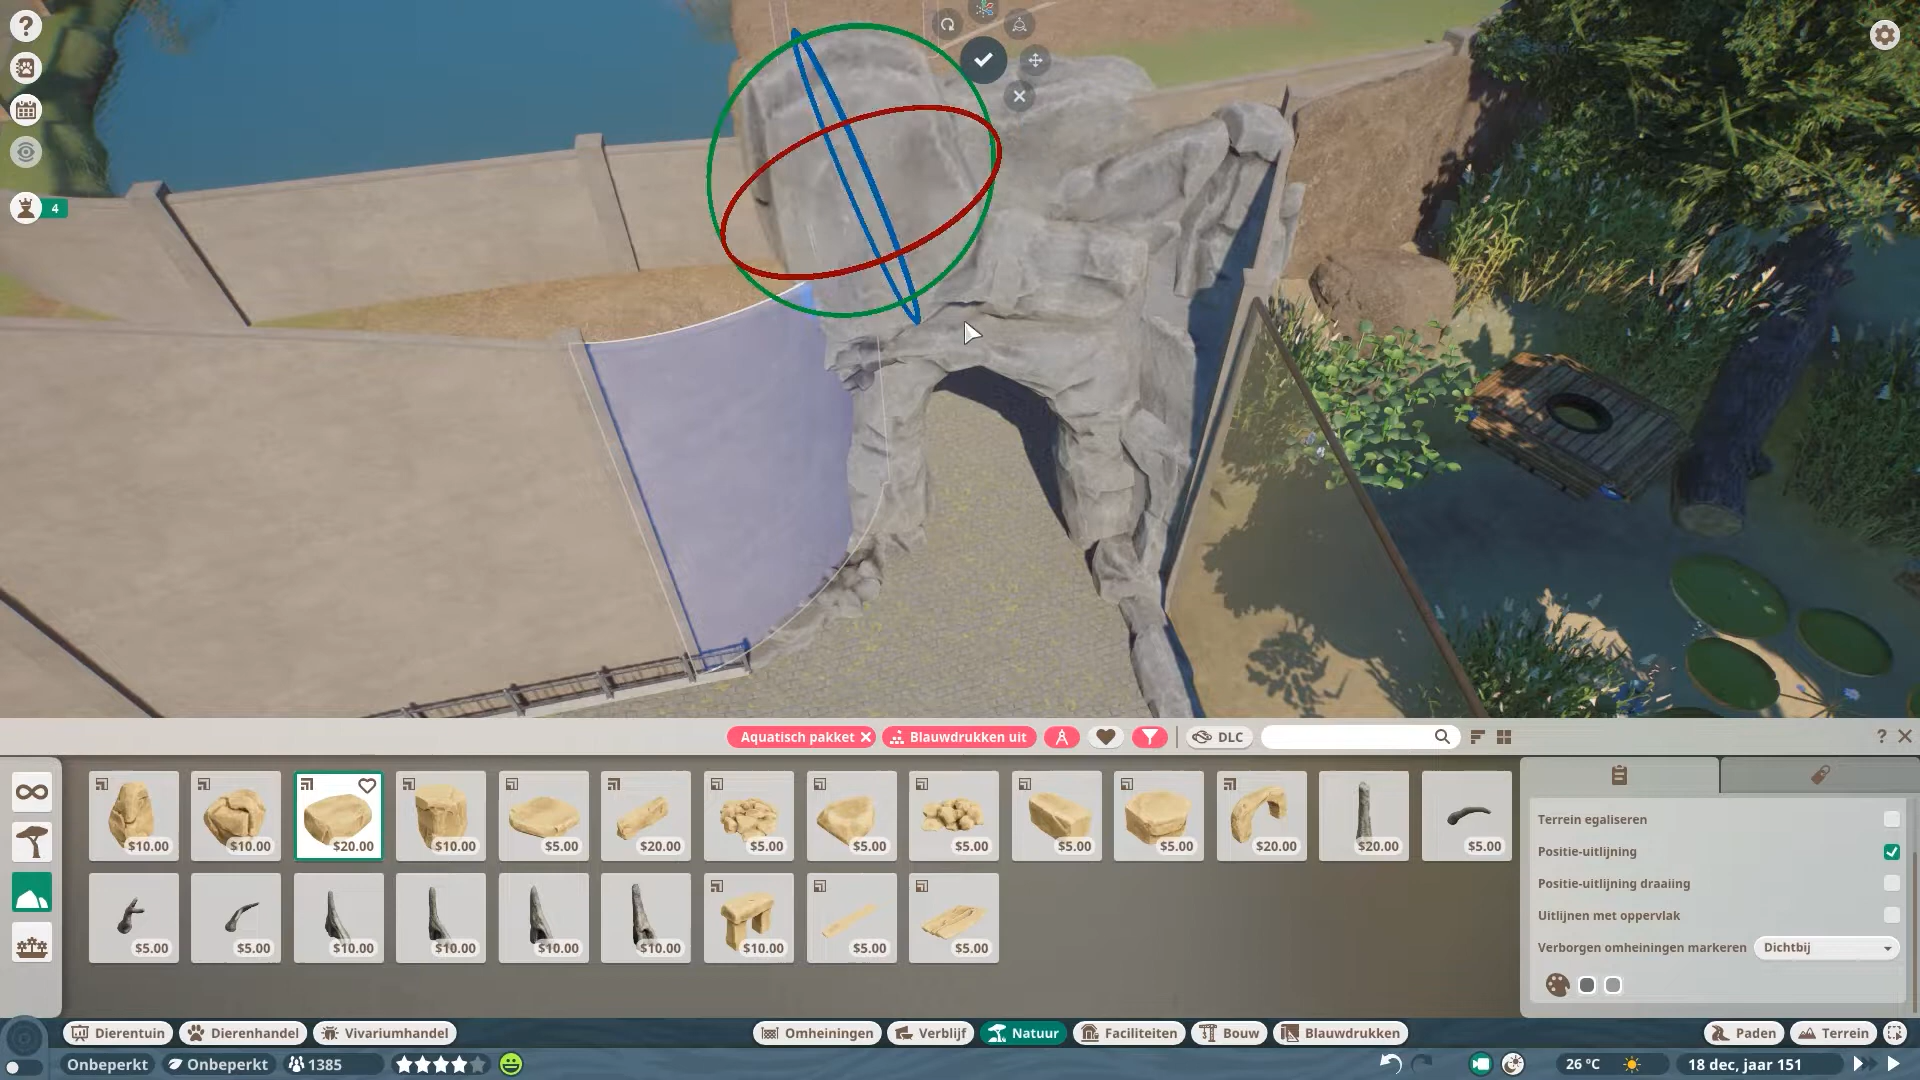 ?
4
Aquatisch pakket
Blauwdrukken uit
DLC
?
$10.00
$10.00
$20.00
$10.00
$5.00
$20.00
$5.00
$5.00
$5.00
$5.00
$5.00
$20.00
$20.00
$5.00
$5.00
$5.00
$10.00
$10.00
$10.00
$10.00
$10.00
$5.00
$5.00
Terrein egaliseren
Positie-uitlijning
Positie-uitlijning draaiing
Uitlijnen met oppervlak
Verborgen omheiningen markeren Dichtbij
Dierentuin Dierenhandel Vivariumhandel Omheiningen Verblijf Natuur Faciliteiten Bouw Blauwdrukken Paden Terrein
Onbeperkt Onbeperkt 1385 26 °C 18 dec, jaar 151